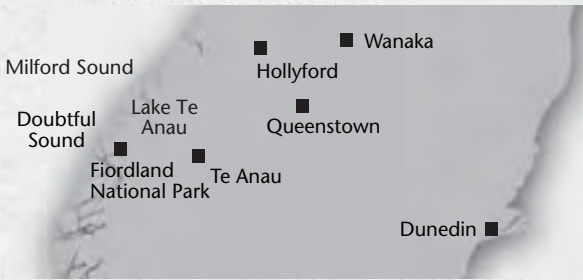 Wanaka
Hollyford
Milford Sound
Lake Te
Anau
Doubtful
Sound
Queenstown
Fiordland
National Park
Te Anau
Dunedin